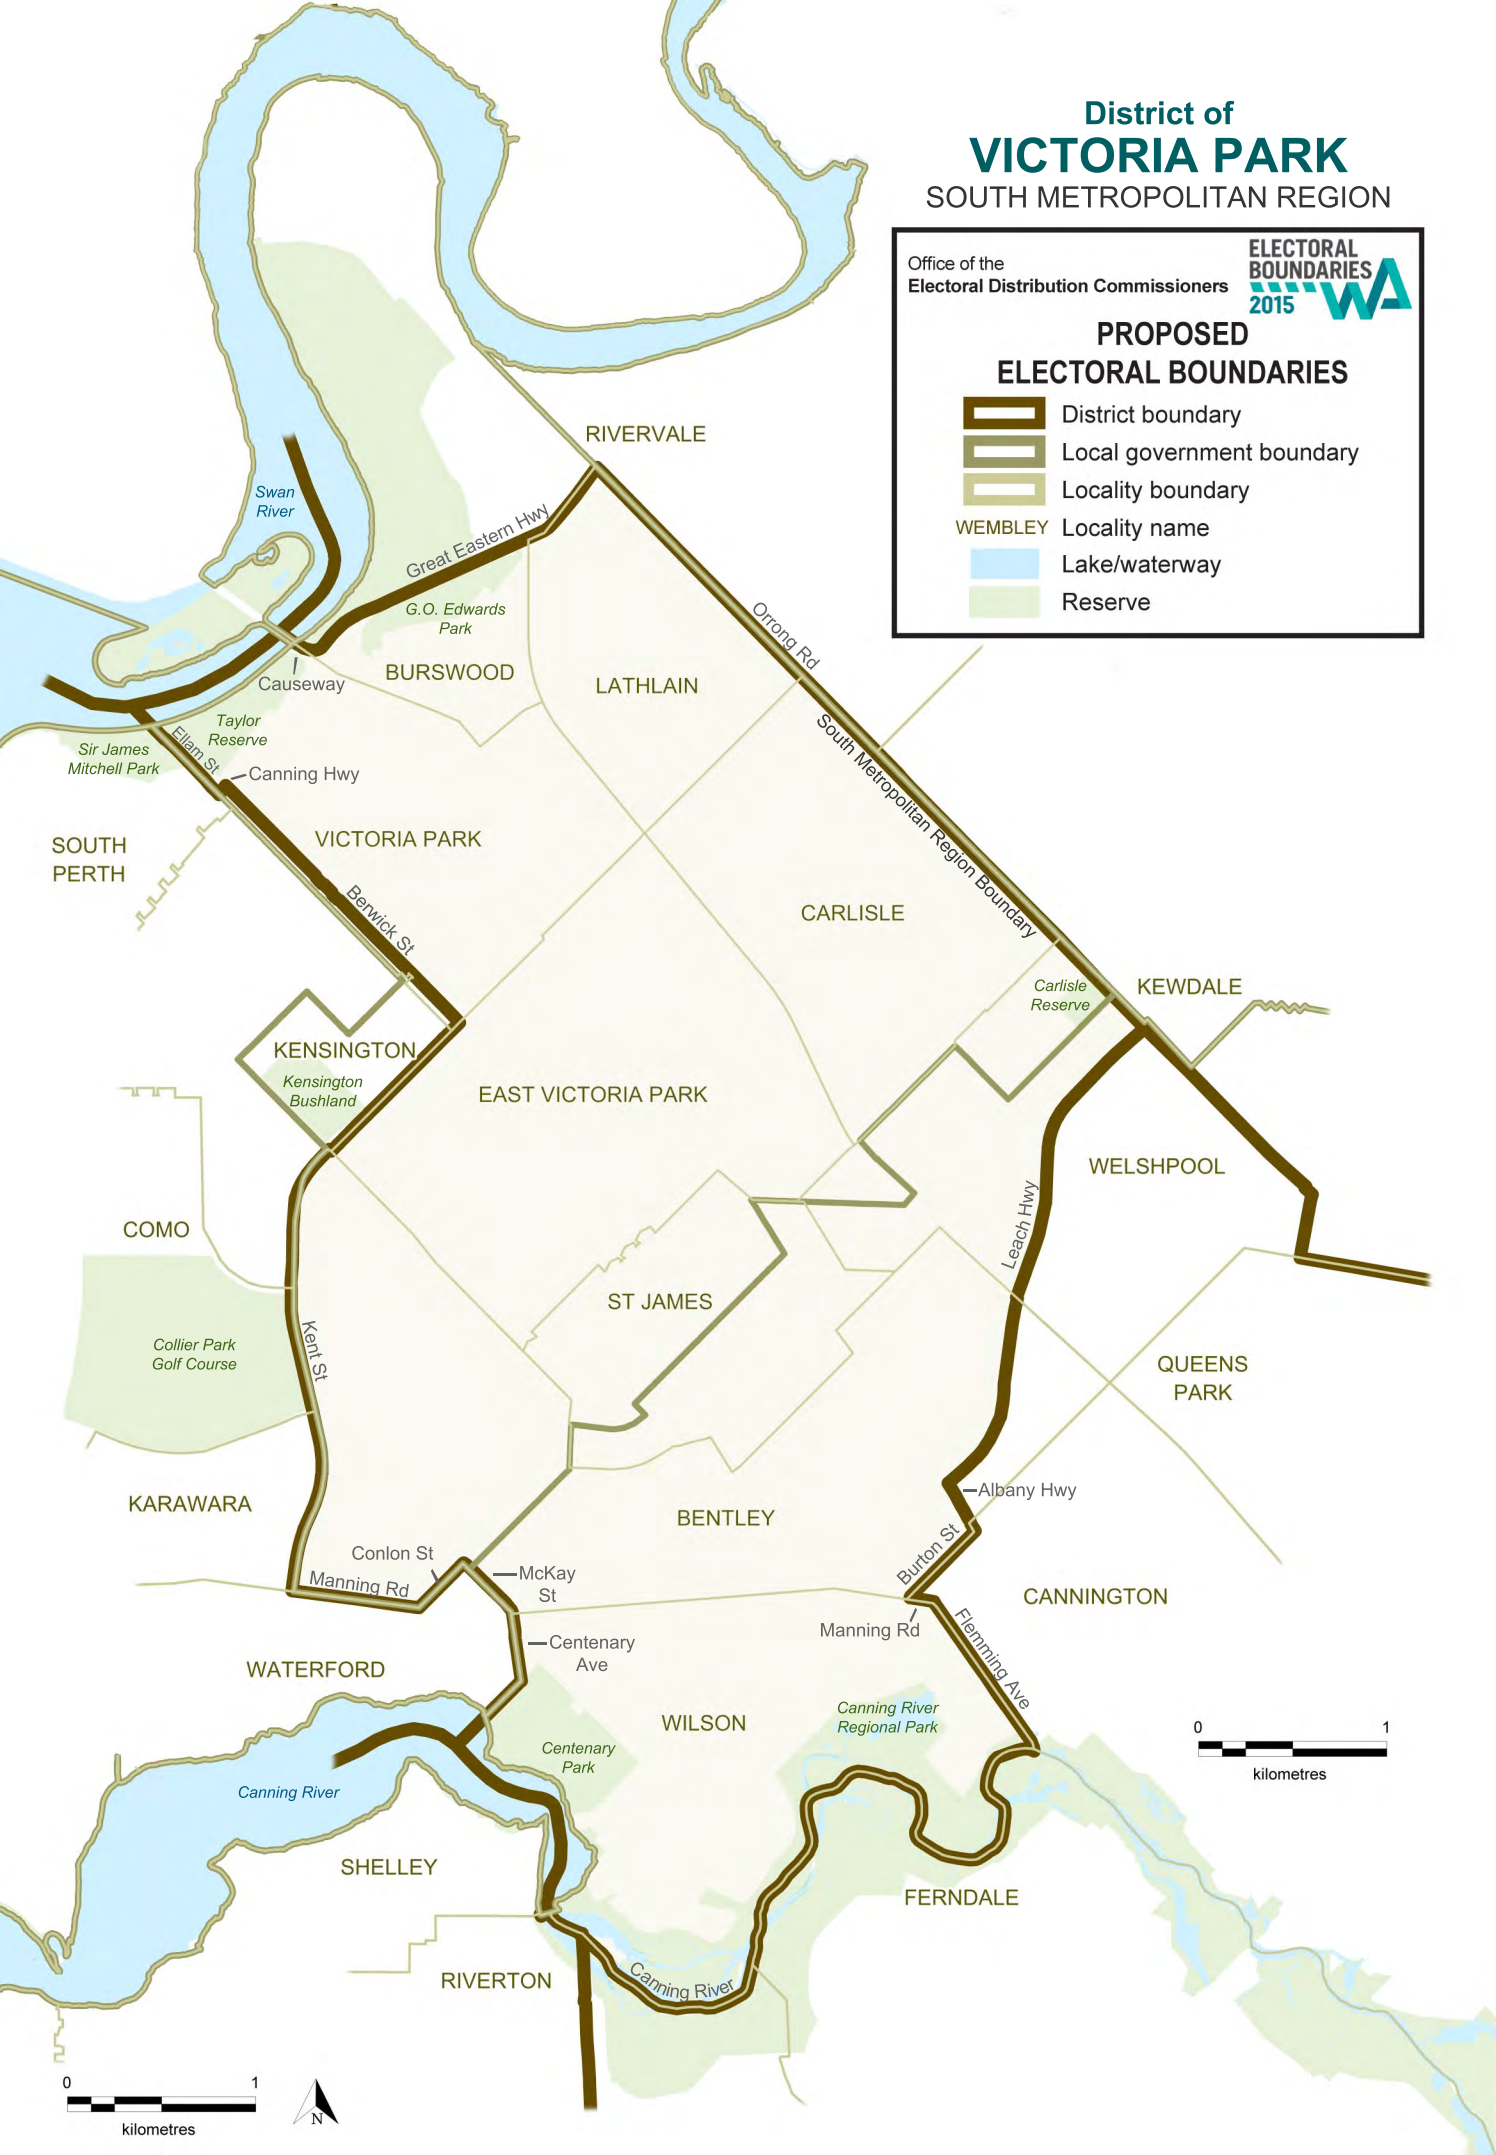 District of
VICTORIA PARK
SOUTH METROPOLITAN REGION
Office of the
Electoral Distribution Commissioners
ELECTORAL
BOUNDARIES
2015
WA
PROPOSED
ELECTORAL BOUNDARIES
District boundary
Local government boundary
Locality boundary
WEMBLEY Locality name
Lake/waterway
Reserve
RIVERVALE
Swan
River
Great Eastern Hwy
G.O. Edwards
Park
Orrong Rd
BURSWOOD
LATHLAIN
Causeway
Taylor
Reserve
Ellam St
Sir James
Mitchell Park
Canning Hwy
South Metropolitan Region Boundary
SOUTH
PERTH
VICTORIA PARK
Berwick St
CARLISLE
Carlisle
Reserve
KEWDALE
KENSINGTON
Kensington
Bushland
EAST VICTORIA PARK
WELSHPOOL
Leach Hwy
COMO
ST JAMES
Collier Park
Golf Course
Kent St
QUEENS
PARK
KARAWARA
Albany Hwy
BENTLEY
Conlon St
Burton St
Manning Rd
McKay
St
CANNINGTON
Manning Rd
Flemming Ave
Centenary
Ave
WATERFORD
WILSON
Canning River
Regional Park
0 1
kilometres
Centenary
Park
Canning River
SHELLEY
FERNDALE
RIVERTON
Canning River
0 1
kilometres
N